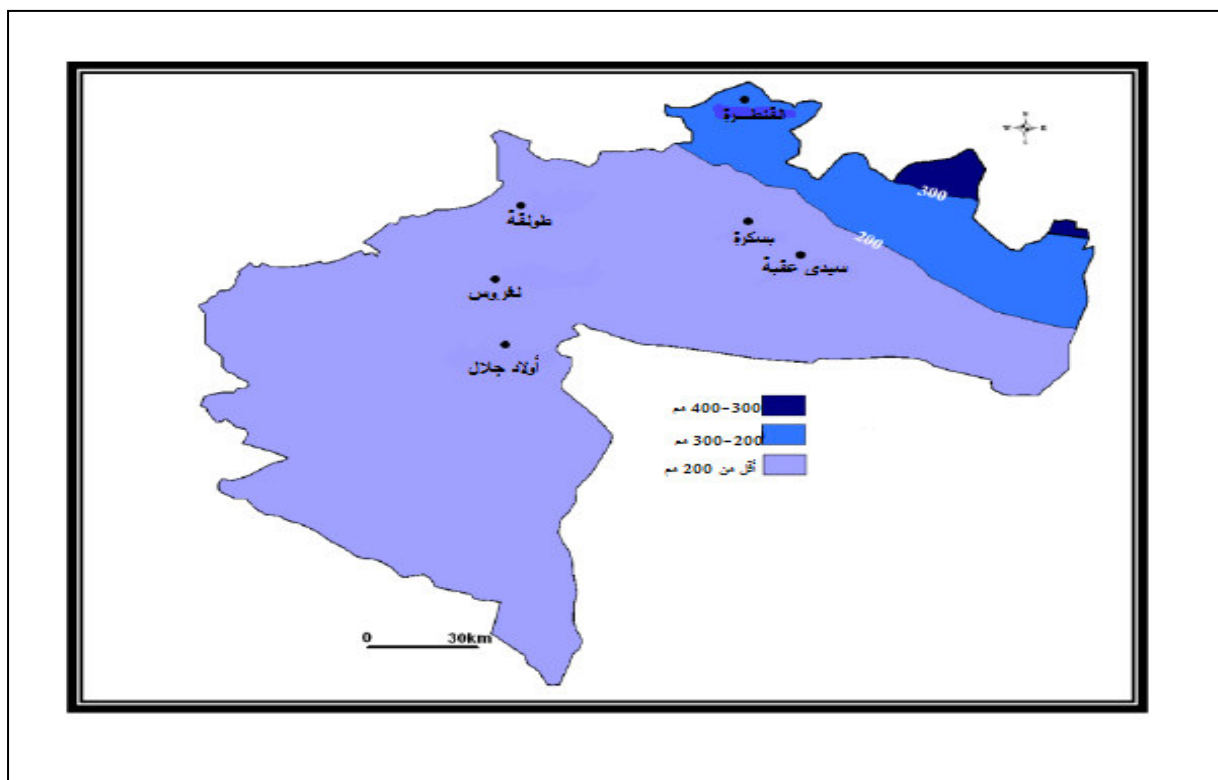 القنطرة
300
طولقة
بسكرة
200
سيدى عقبة
لغروس
أولاد جلال
400-300 مم
300-200 مم
أقل من 200 مم
0 30km